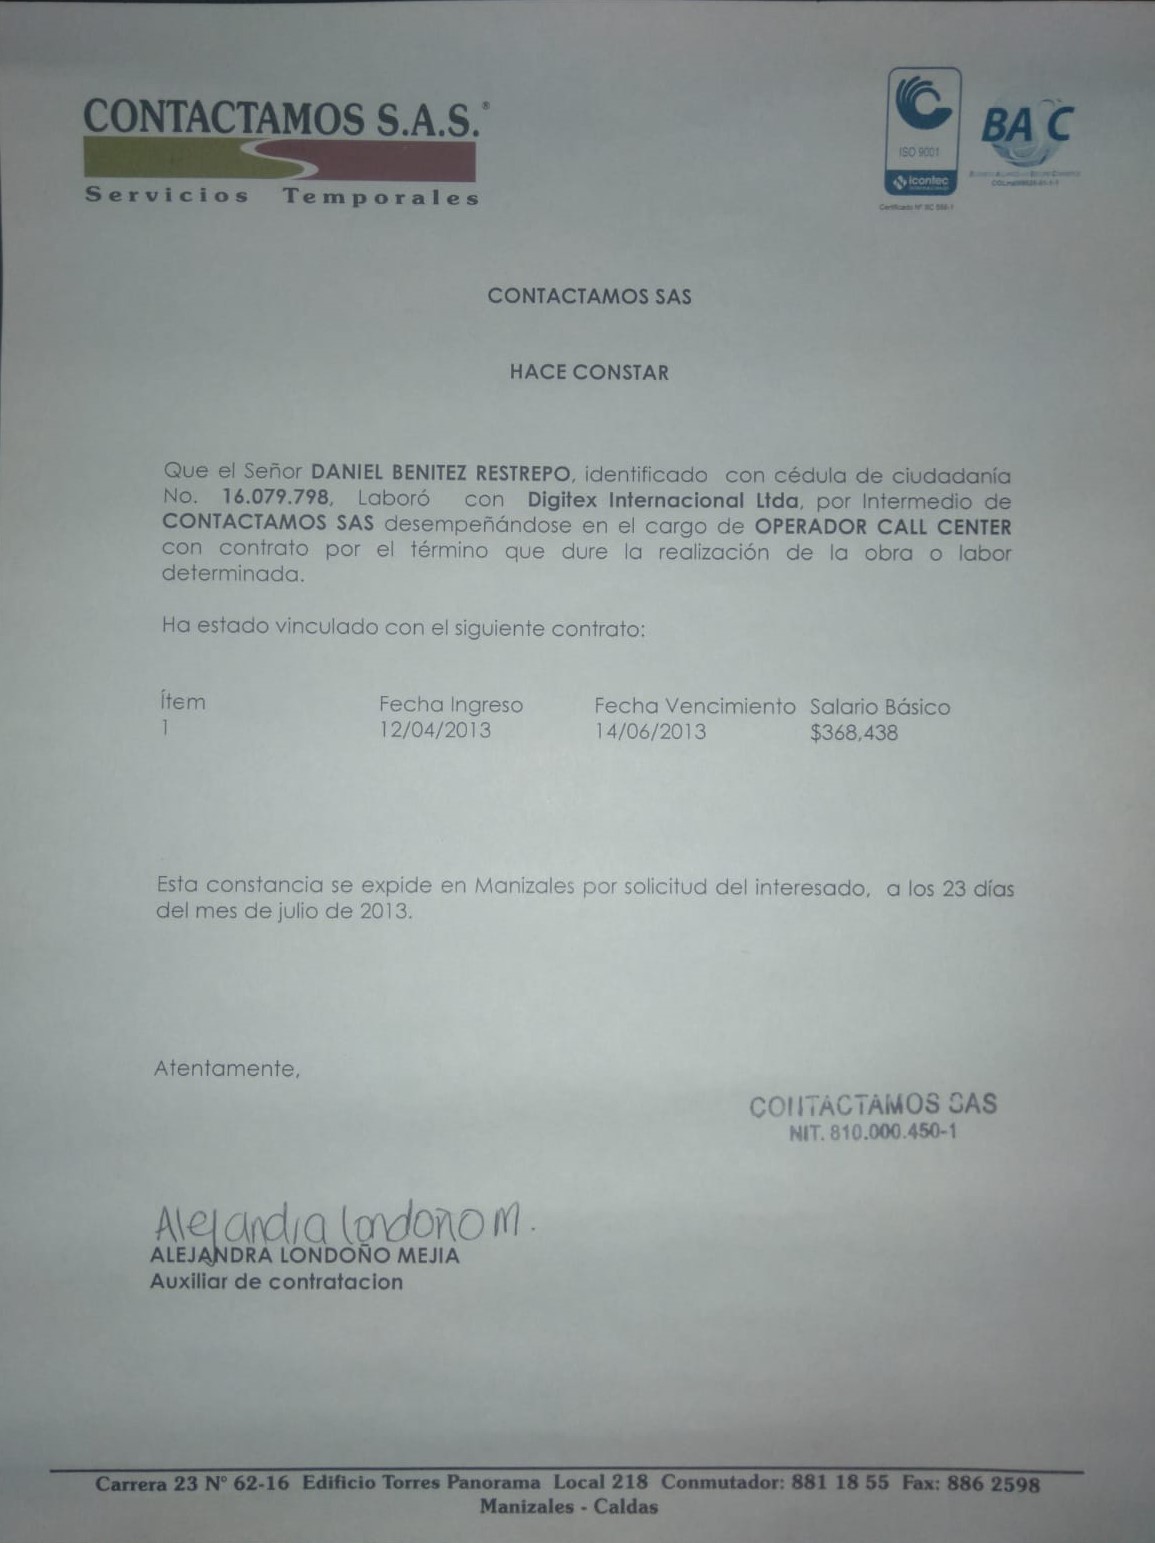 CONTACTAMOS S.A.S.®
Servicios Temporales
ISO 9001
icontec
BASC
CONTACTAMOS SAS
HACE CONSTAR
Que el Señor DANIEL BENITEZ RESTREPO, identificado con cédula de ciudadanía
No. 16.079.798, Laboró con Digitex Internacional Ltda, por Intermedio de
CONTACTAMOS SAS desempeñándose en el cargo de OPERADOR CALL CENTER
con contrato por el término que dure la realización de la obra o labor
determinada.
Ha estado vinculado con el siguiente contrato:
Ítem Fecha Ingreso Fecha Vencimiento Salario Básico
1 12/04/2013 14/06/2013 $368,438
Esta constancia se expide en Manizales por solicitud del interesado, a los 23 días
del mes de julio de 2013.
Atentamente,
CONTACTAMOS SAS
NIT. 810.000.450-1
Alejandra Londoño M.
ALEJANDRA LONDOÑO MEJIA
Auxiliar de contratacion
Carrera 23 N° 62-16 Edificio Torres Panorama Local 218 Conmutador: 881 18 55 Fax: 886 2598
Manizales - Caldas